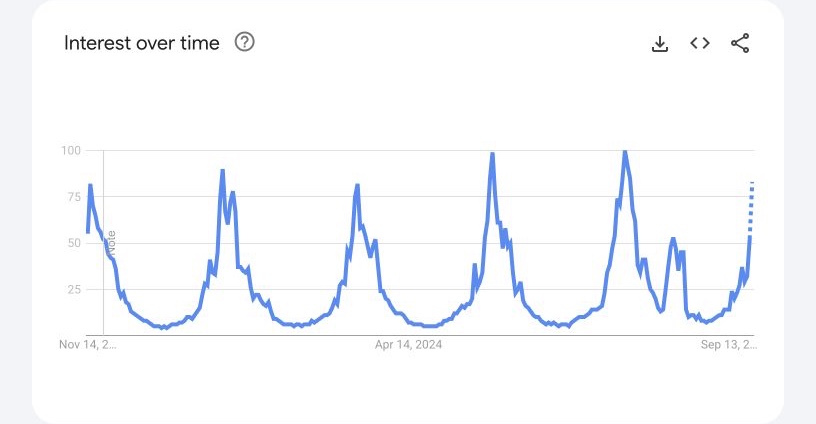 Interest over time
100
75
50
25
Note
Nov 14, 2...
Apr 14, 2024
Sep 13, 2...